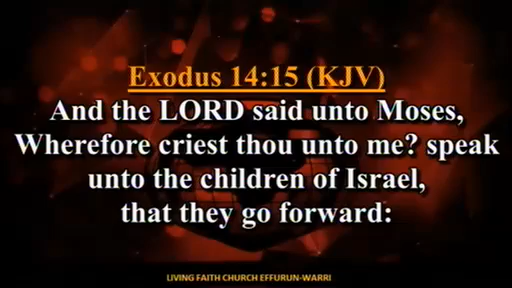 Exodus 14:15 (KJV)
And the LORD said unto Moses,
Wherefore criest thou unto me? speak
unto the children of Israel,
that they go forward:
LIVING FAITH CHURCH EFFURUN-WARRI